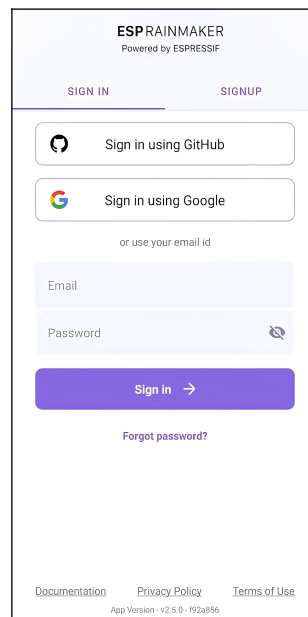 ESP RAINMAKER
Powered by ESPRESSIF
SIGN IN SIGNUP
Sign in using GitHub
Sign in using Google
or use your email id
Email
Password
Sign in →
Forgot password?
Documentation Privacy Policy Terms of Use
App Version - v2.5.0 - f92a856